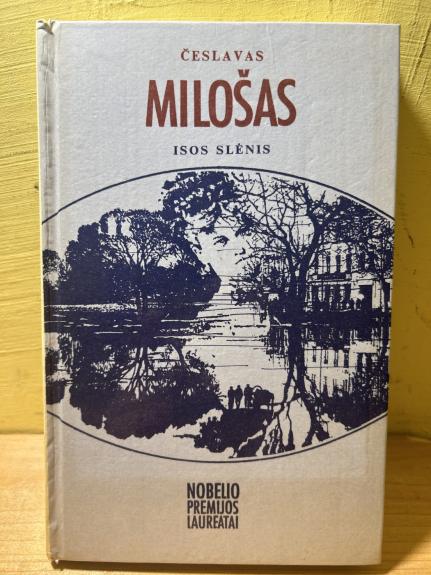 ČESLAVAS
MILOŠAS
ISOS SLĖNIS
NOBELIO
PREMIJOS
LAUREATAI